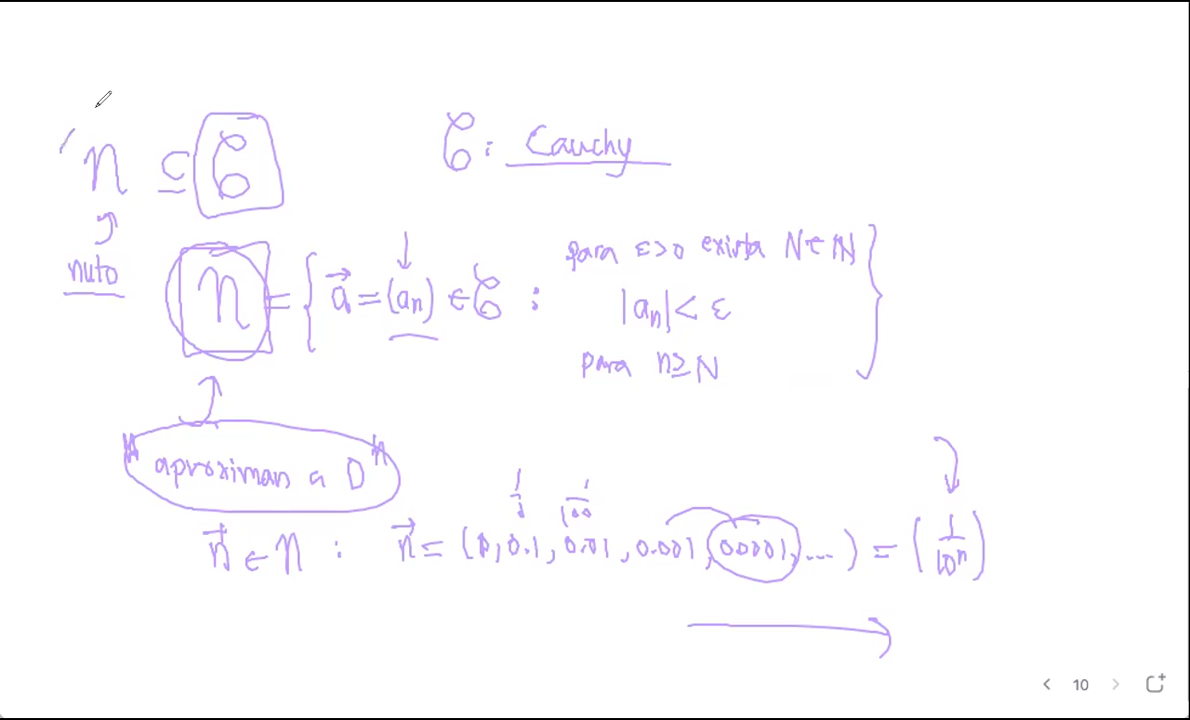 𝓃 ⊆ 𝒞    𝒞 : Cauchy
nulo
𝓃 = { a⃗ = (aₙ) ∈ 𝒞 : para ε>0 exista N∈ℕ
|aₙ| < ε
para n≥N }
"aproximan a 0"
1/10    1/100
n⃗ ∈ 𝓃 : n⃗ = (1, 0.1, 0.01, 0.001, 0.0001, ...) = (1/10ⁿ)
10